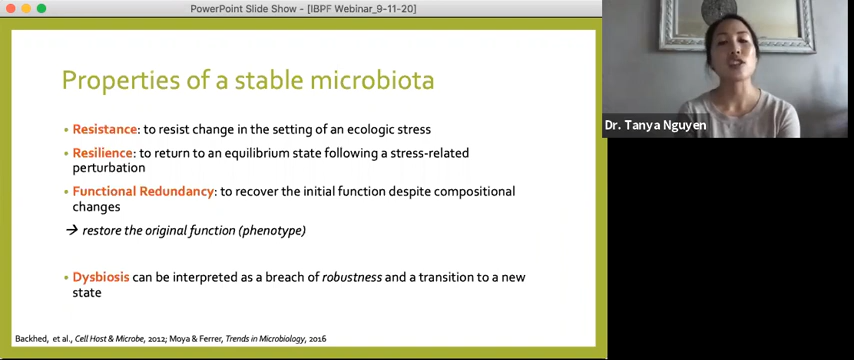 PowerPoint Slide Show - [IBPF Webinar_9-11-20]
Properties of a stable microbiota
• Resistance: to resist change in the setting of an ecologic stress
• Resilience: to return to an equilibrium state following a stress-related
perturbation
• Functional Redundancy: to recover the initial function despite compositional
changes
→ restore the original function (phenotype)
• Dysbiosis can be interpreted as a breach of robustness and a transition to a new
state
Backhed, et al., Cell Host & Microbe, 2012; Moya & Ferrer, Trends in Microbiology, 2016
Dr. Tanya Nguyen